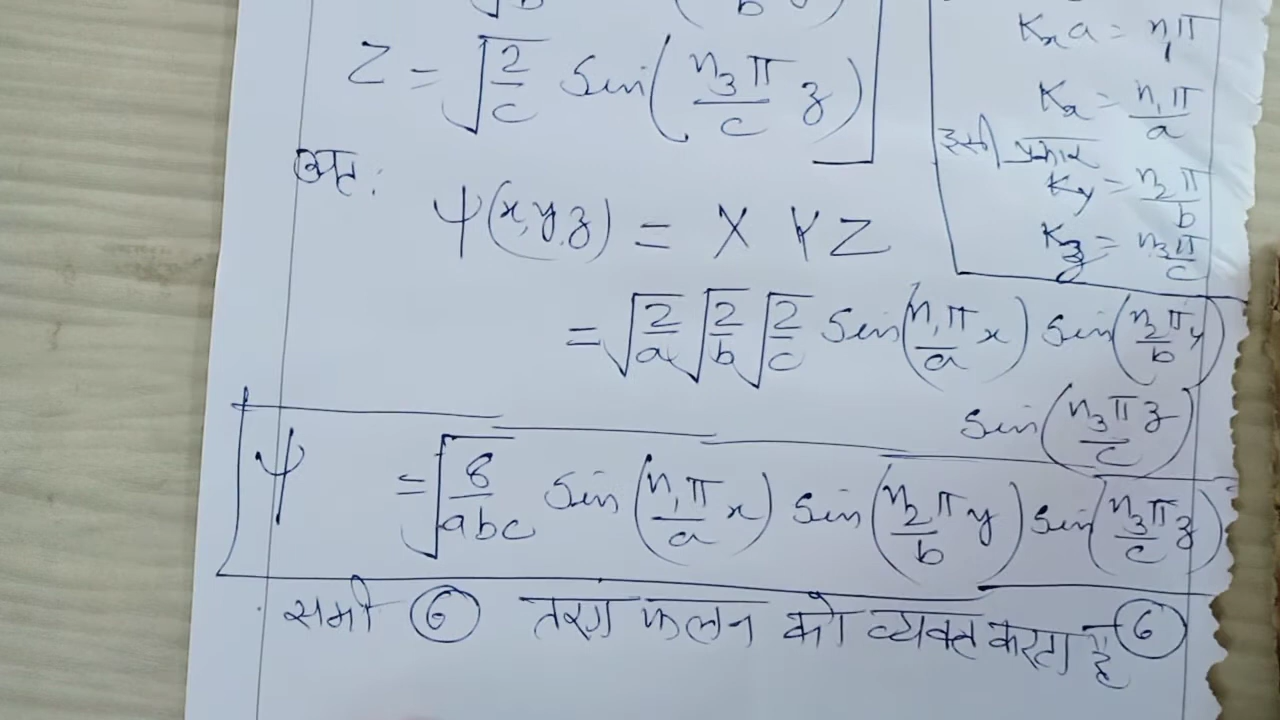 Z = √(2/c) Sin(n₃π/c z)
अतः
ψ(x,y,z) = X Y Z
= √(2/a) √(2/b) √(2/c) Sin(n₁π/a x) Sin(n₂π/b y)
Sin(n₃π/c z)
ψ = √(8/abc) Sin(n₁π/a x) Sin(n₂π/b y) Sin(n₃π/c z)
समी ⑥ तरंग फलन को व्यक्त करता है ⑥
Kₓa = n₁π
Kₓ = n₁π/a
इसी प्रकार
Ky = n₂π/b
Kz = n₃π/c